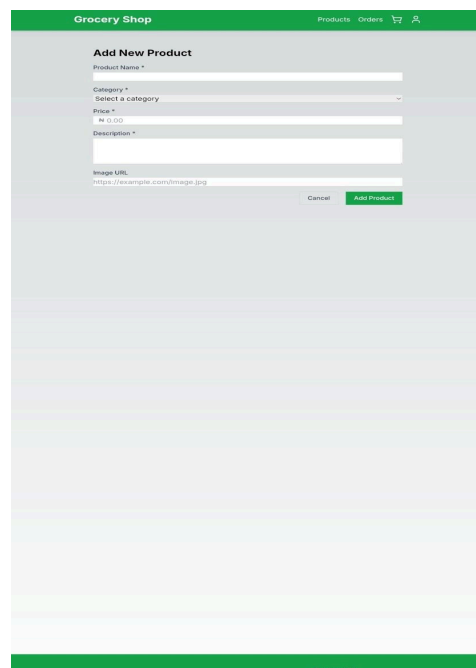 Grocery Shop
Products Orders
Add New Product
Product Name *
Category *
Select a category
Price *
₦ 0.00
Description *
Image URL
https://example.com/image.jpg
Cancel Add Product